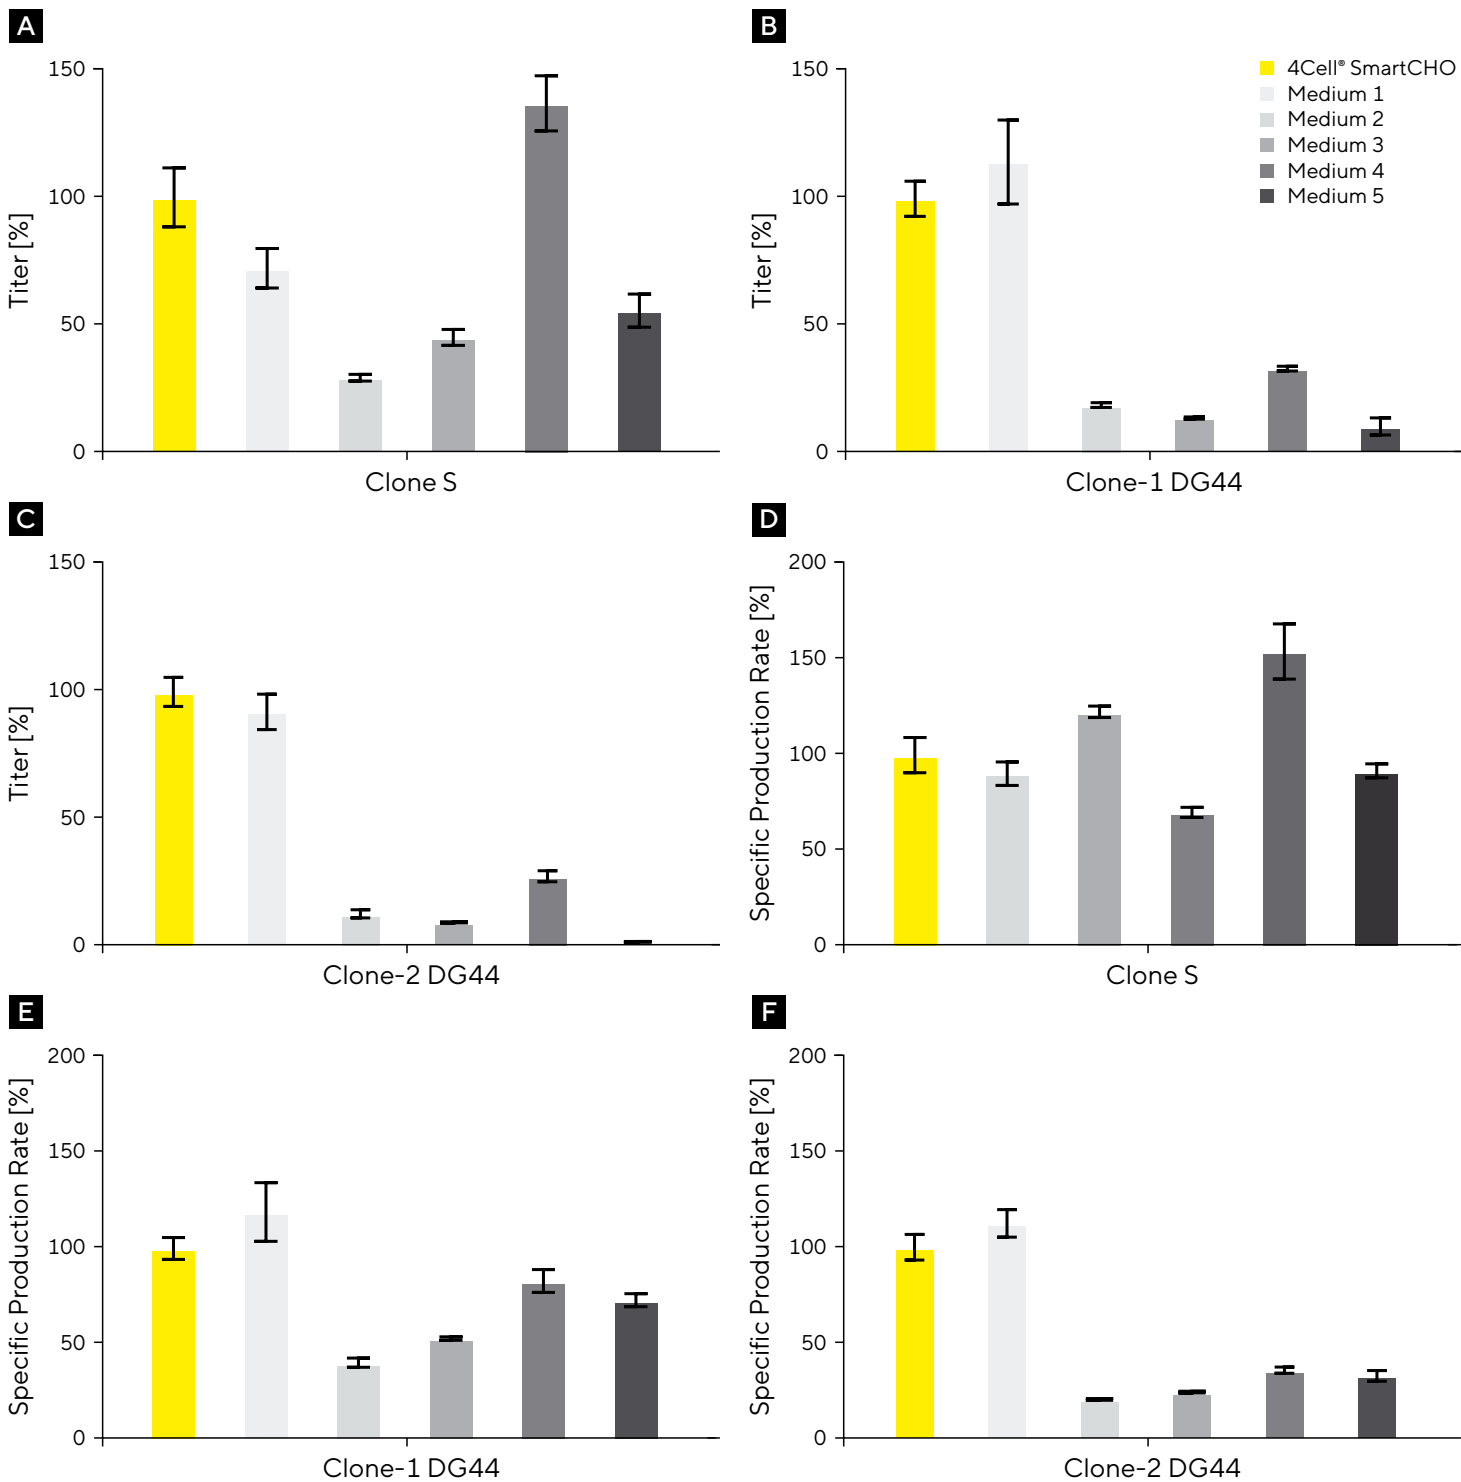 A
150
100
50
0
Titer [%]
Clone S
B
150
100
50
0
Titer [%]
Clone-1 DG44
4Cell® SmartCHO
Medium 1
Medium 2
Medium 3
Medium 4
Medium 5
C
150
100
50
0
Titer [%]
Clone-2 DG44
D
200
150
100
50
0
Specific Production Rate [%]
Clone S
E
200
150
100
50
0
Specific Production Rate [%]
Clone-1 DG44
F
200
150
100
50
0
Specific Production Rate [%]
Clone-2 DG44